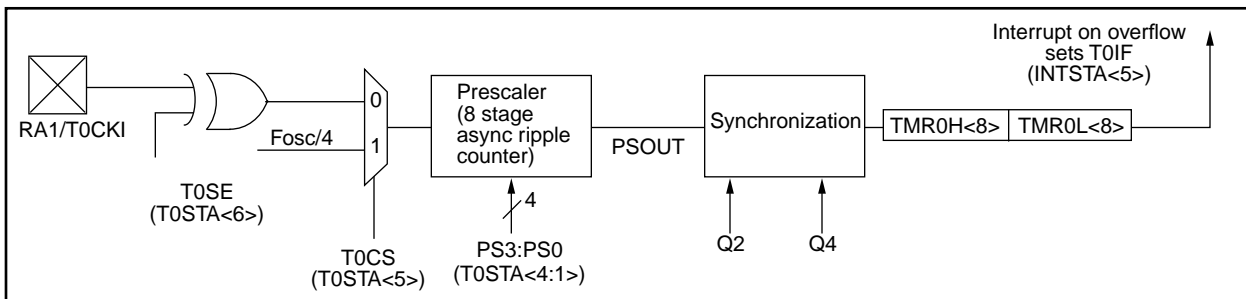 Interrupt on overflow
sets T0IF
(INTSTA<5>)
RA1/T0CKI
0
1
Fosc/4
Prescaler
(8 stage
async ripple
counter)
PSOUT
Synchronization
TMR0H<8>
TMR0L<8>
T0SE
(T0STA<6>)
4
T0CS
(T0STA<5>)
PS3:PS0
(T0STA<4:1>)
Q2
Q4